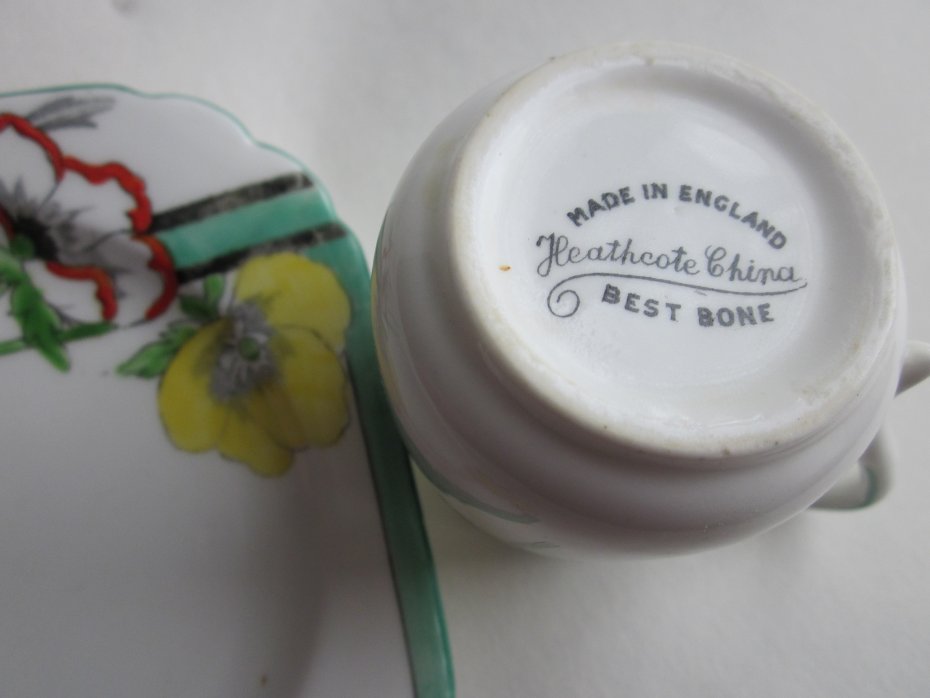 MADE IN ENGLAND
Heathcote China
BEST BONE